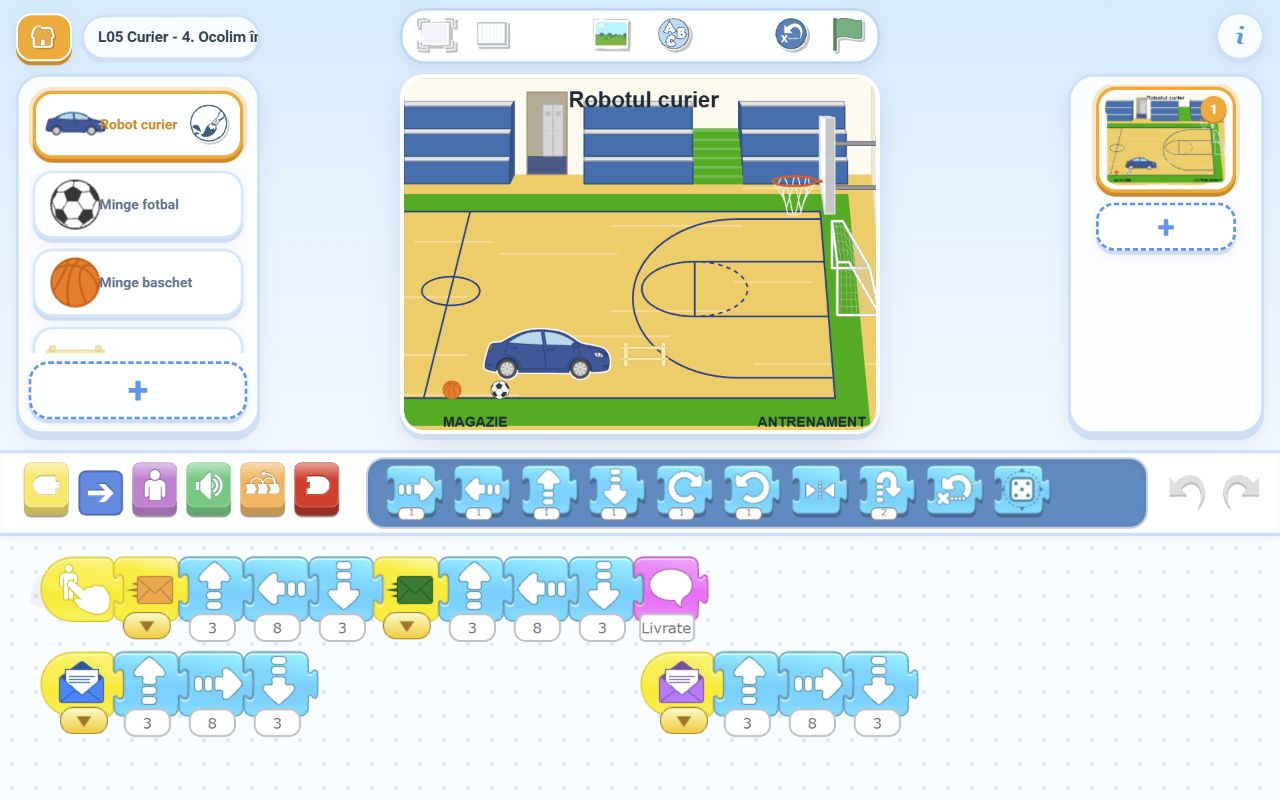 L05 Curier - 4. Ocolim în
i
Robot curier
Minge fotbal
Minge baschet
Robotul curier
MAGAZIE
ANTRENAMENT
1
1 1 1 1 1 1 2
3 8 3 3 8 3 Livrate
3 8 3 3 8 3